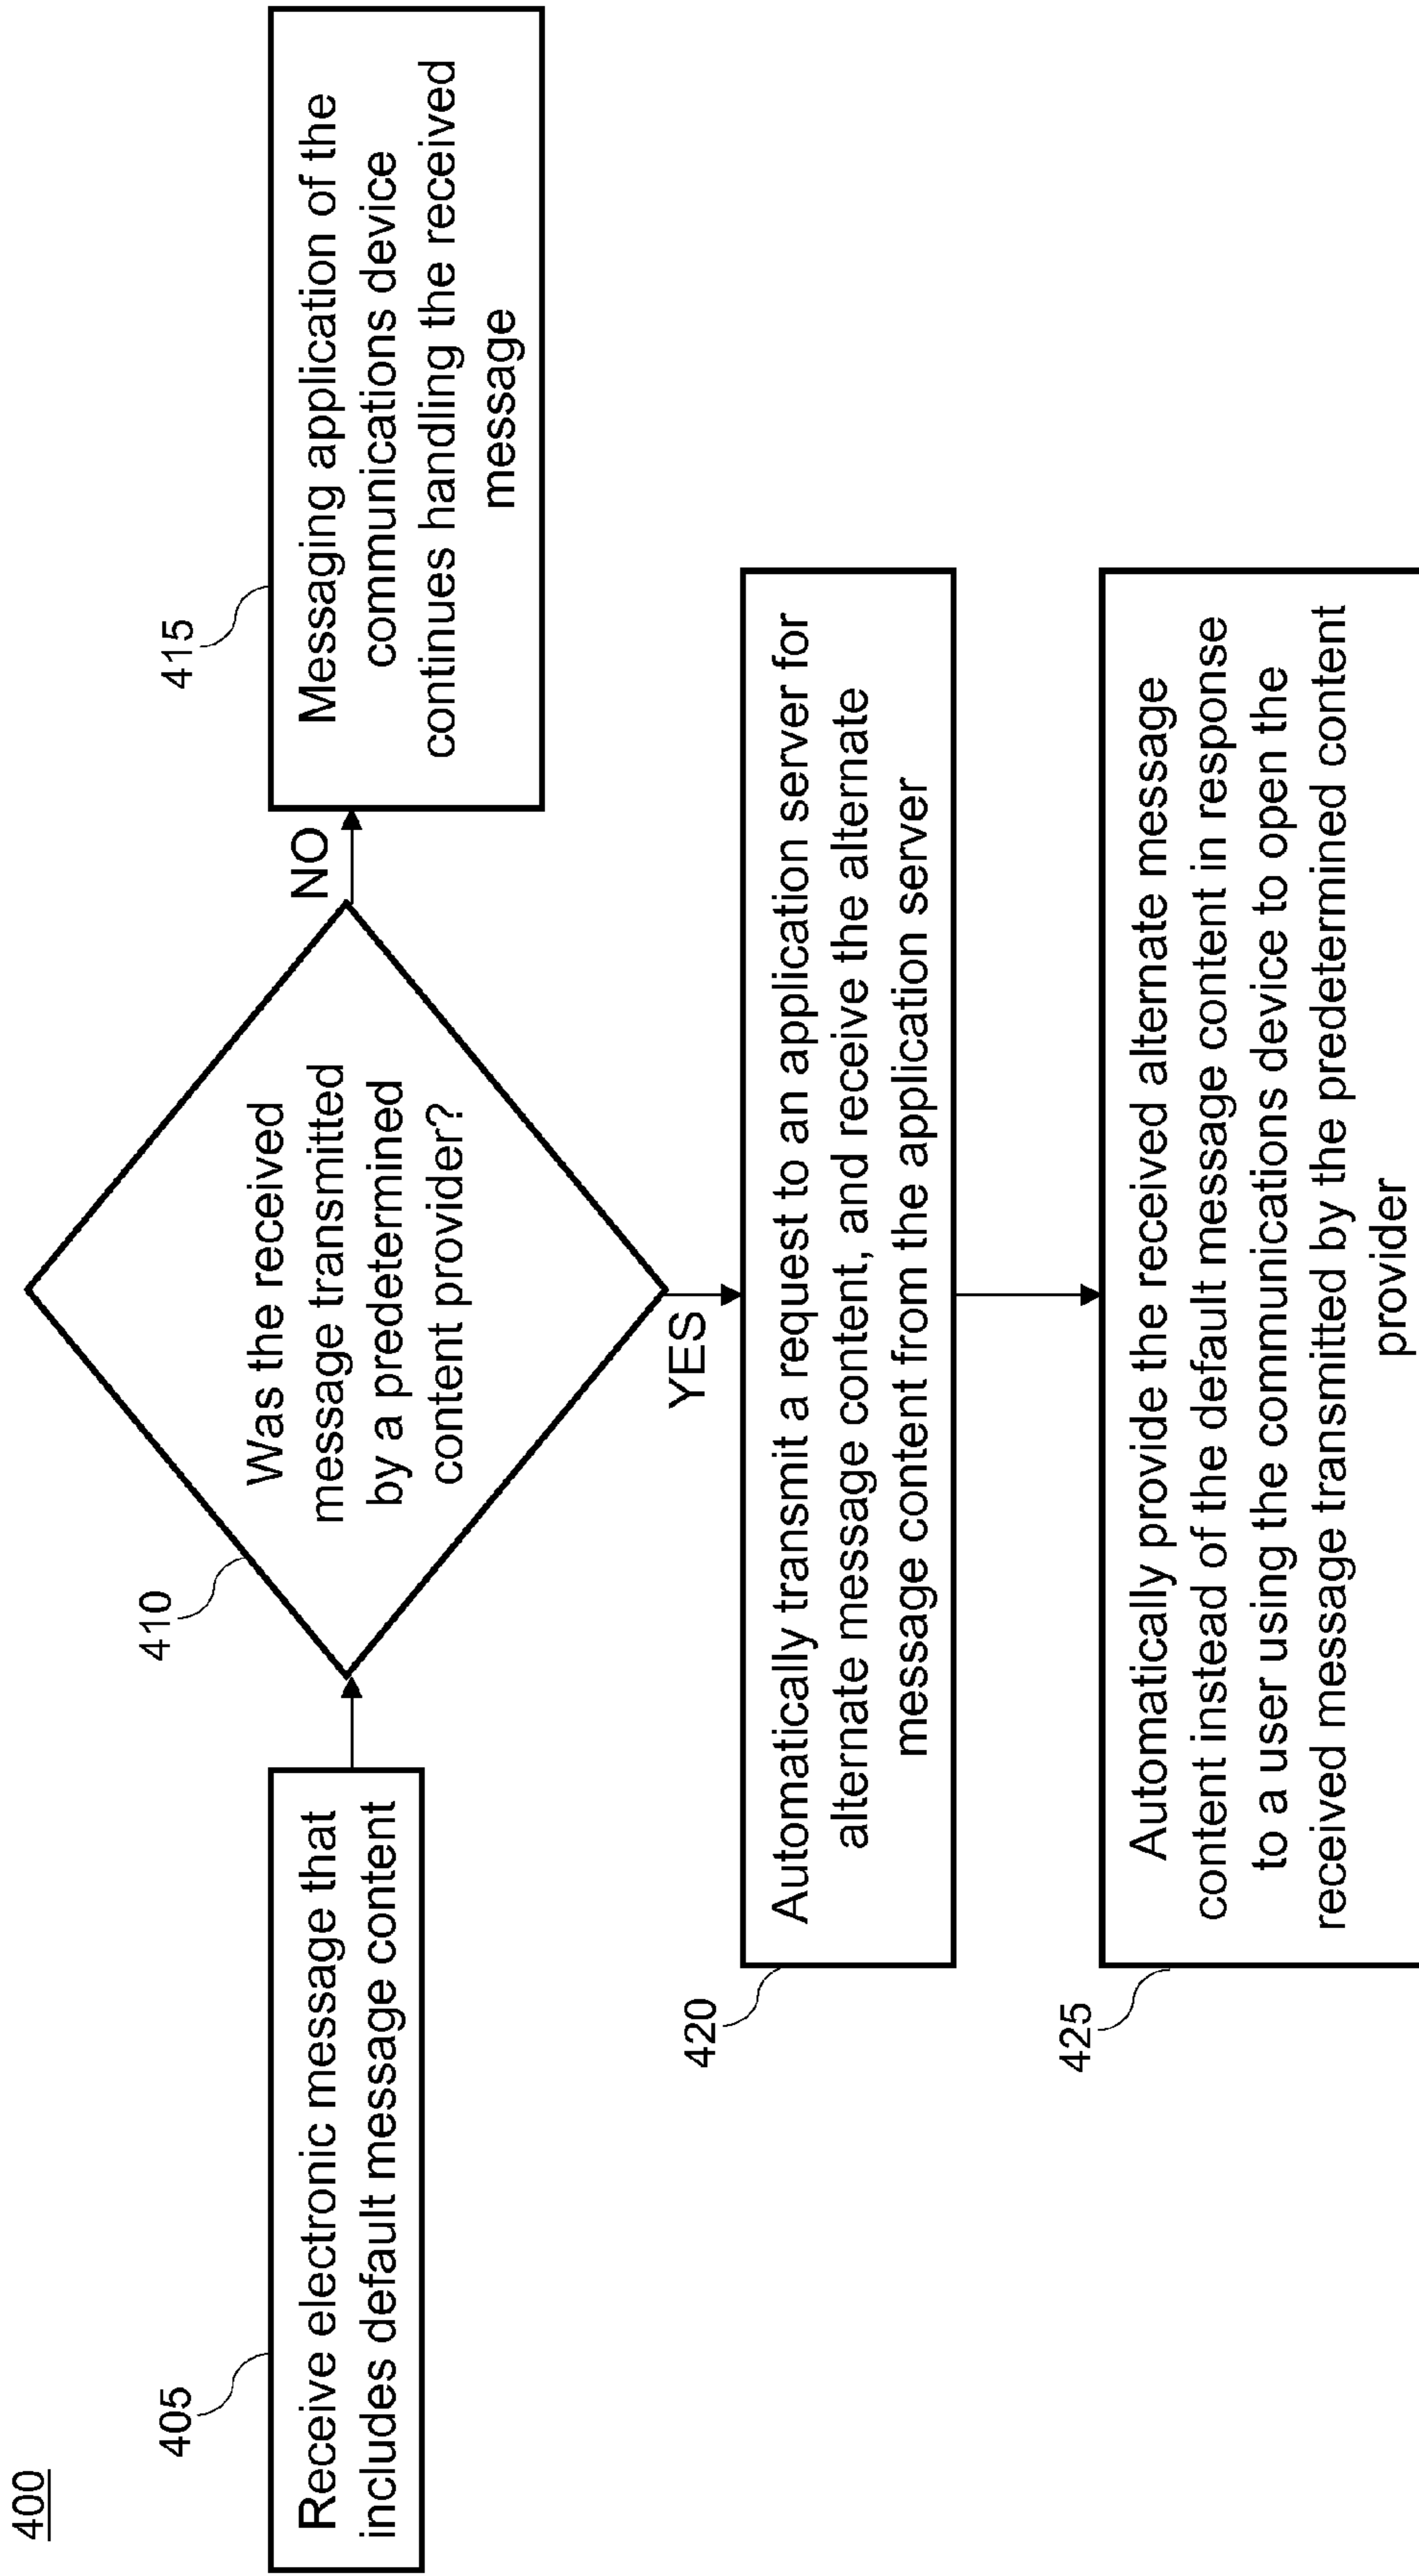 400
405
Receive electronic message that
includes default message content
410
Was the received
message transmitted
by a predetermined
content provider?
NO
415
Messaging application of the
communications device
continues handling the received
message
YES
420
Automatically transmit a request to an application server for
alternate message content, and receive the alternate
message content from the application server
425
Automatically provide the received alternate message
content instead of the default message content in response
to a user using the communications device to open the
received message transmitted by the predetermined content
provider